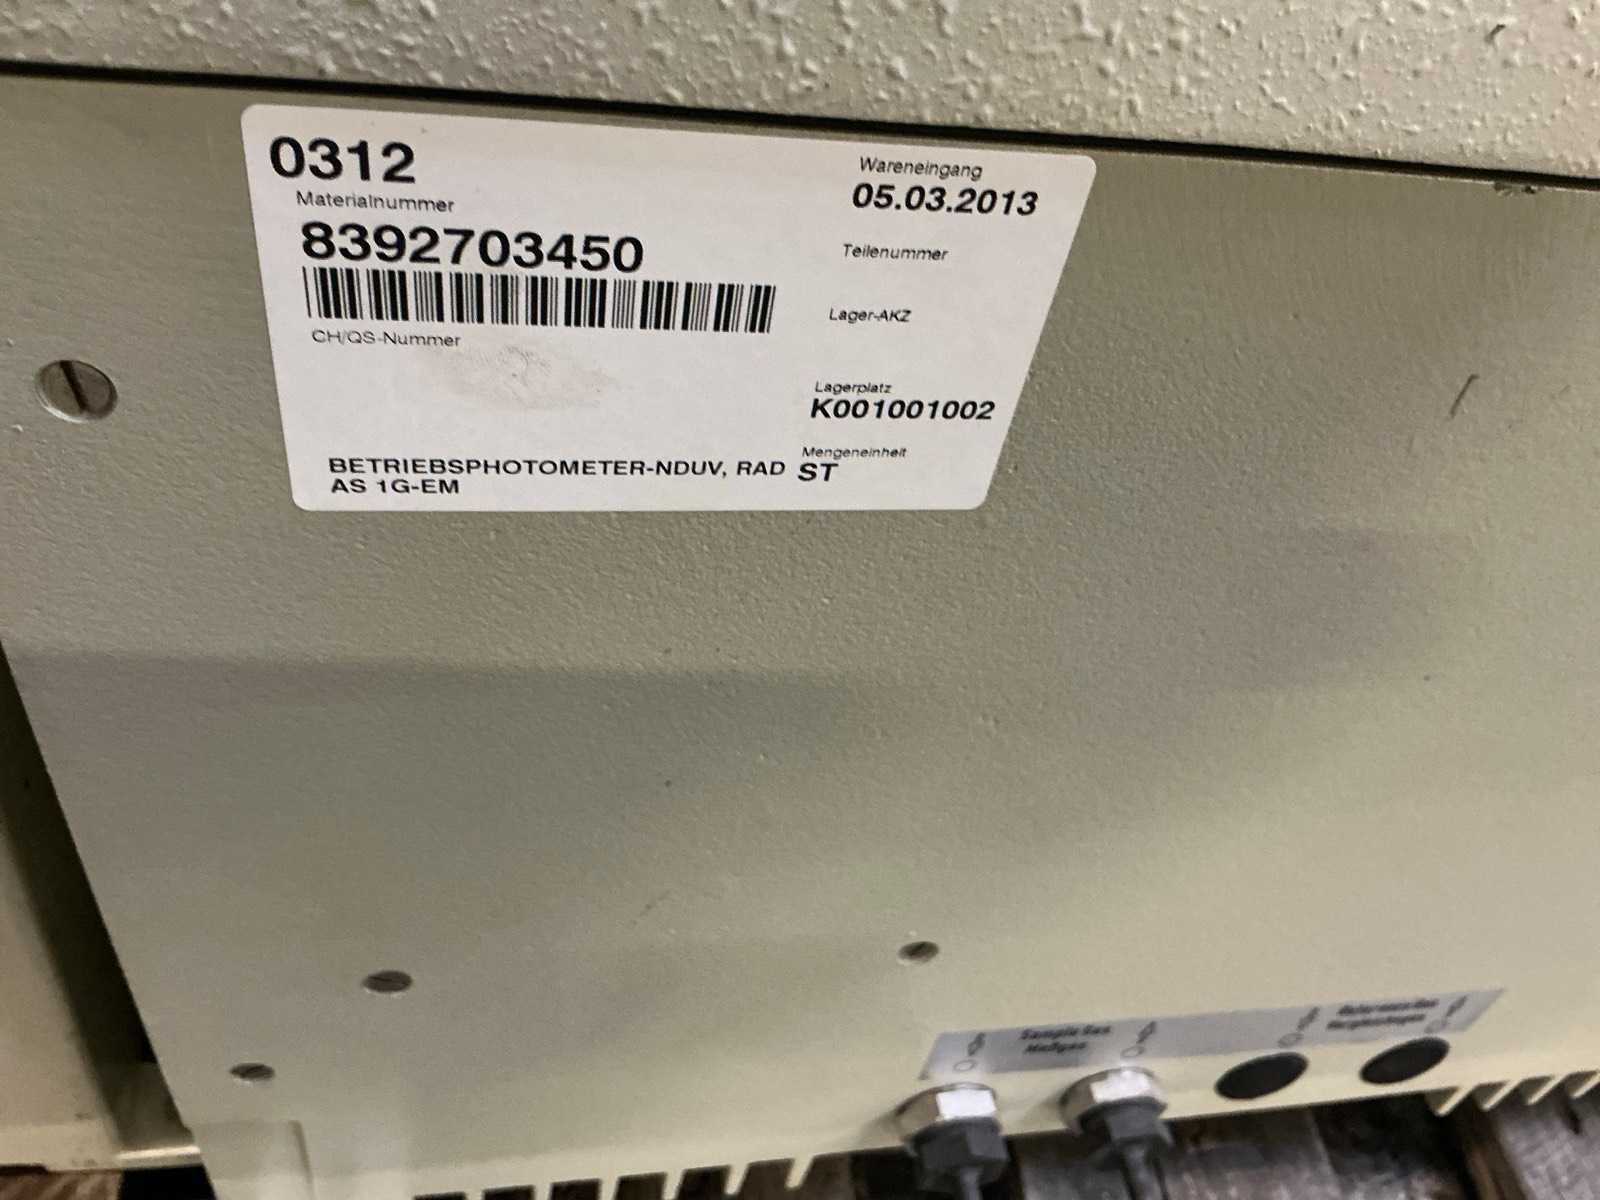 0312
Materialnummer
8392703450
CH/QS-Nummer
BETRIEBSPHOTOMETER-NDUV, RAD
AS 1G-EM
Wareneingang
05.03.2013
Teilenummer
Lager-AKZ
Lagerplatz
K001001002
Mengeneinheit
ST
Sample Gas
Meßgas
Vergleichsgas